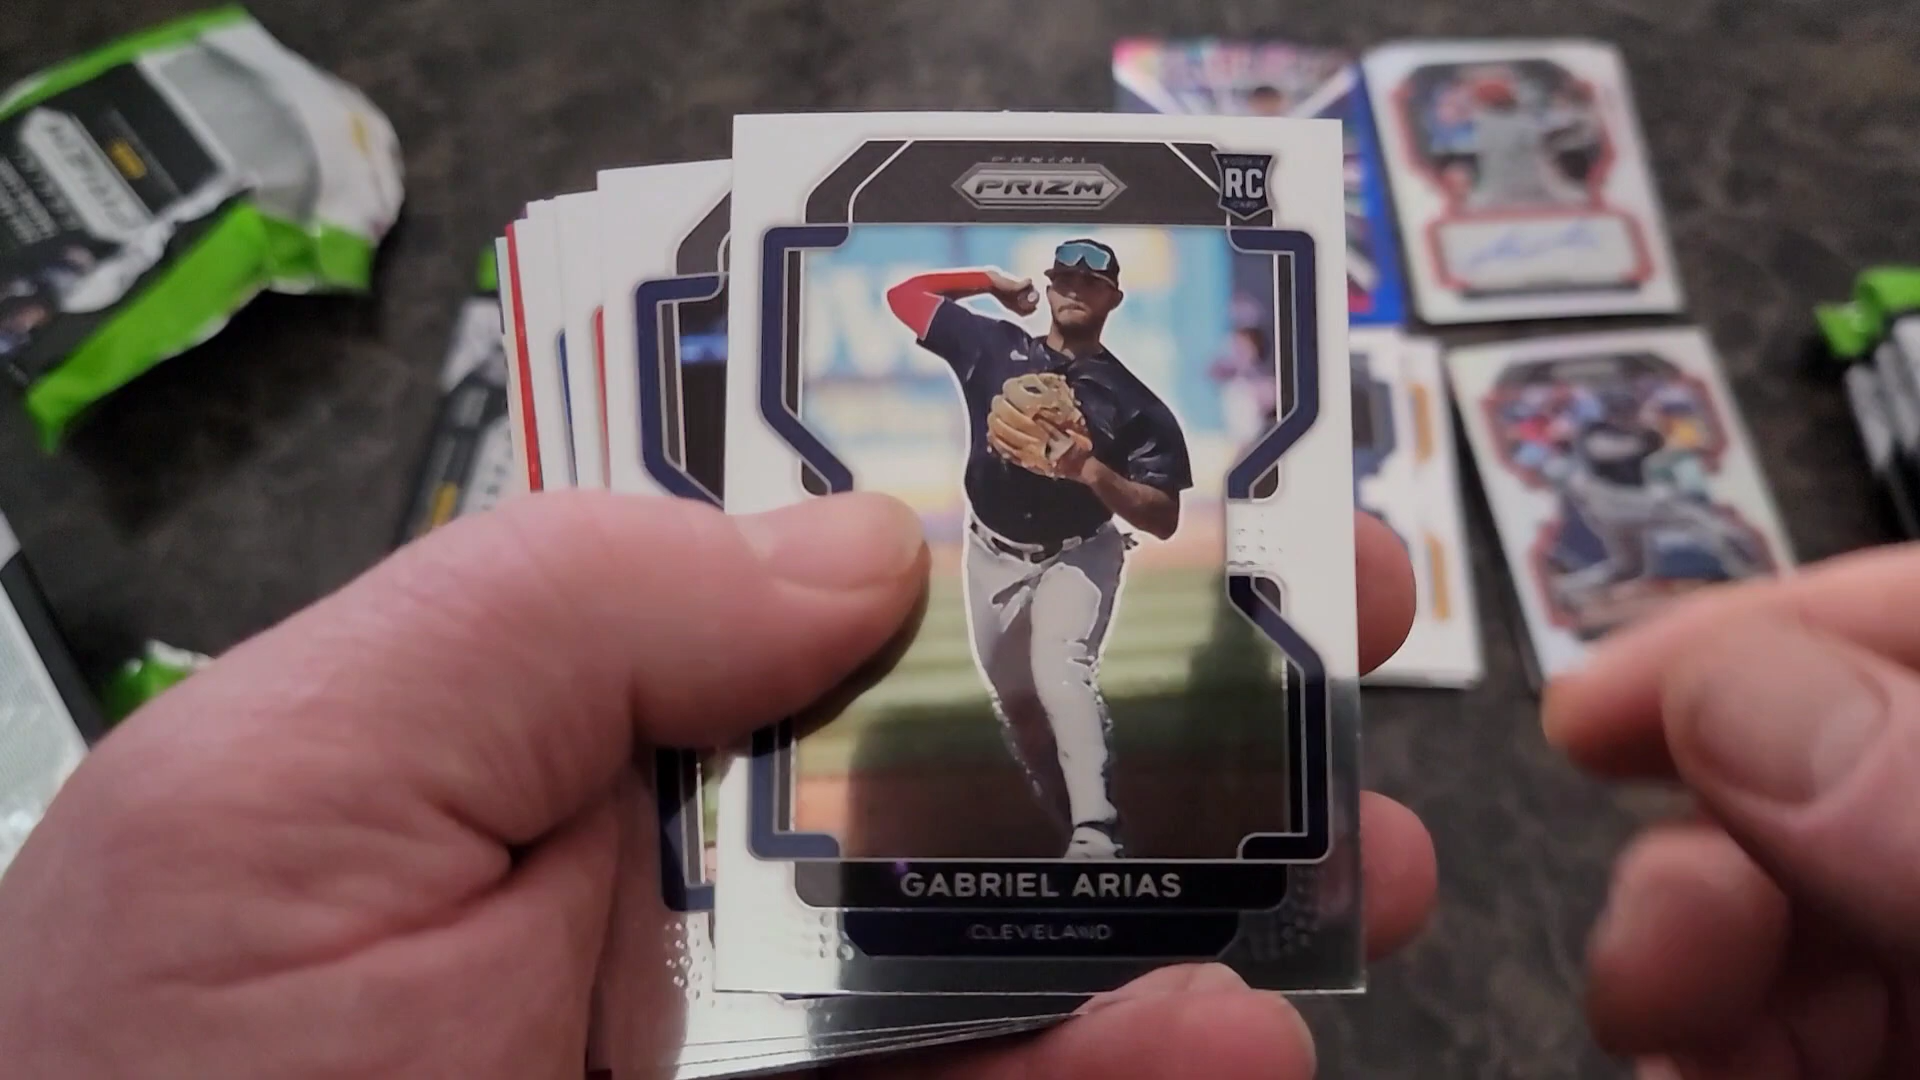 PANINI
PRIZM
ROOKIE
RC
CARD
GABRIEL ARIAS
CLEVELAND